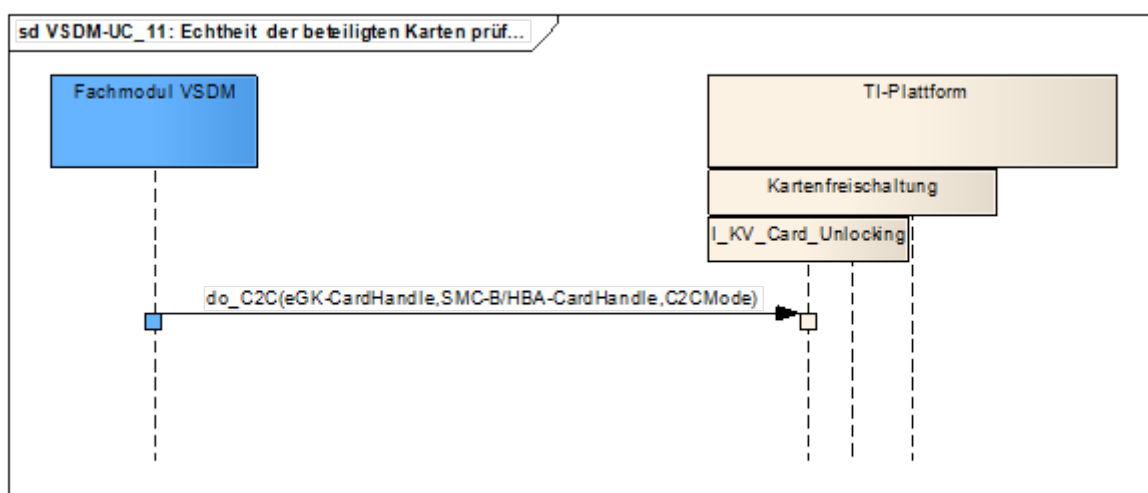 sd VSDM-UC_11: Echtheit der beteiligten Karten prüf...
Fachmodul VSDM
TI-Plattform
Kartenfreischaltung
I_KV_Card_Unlocking
do_C2C(eGK-CardHandle,SMC-B/HBA-CardHandle,C2CMode)